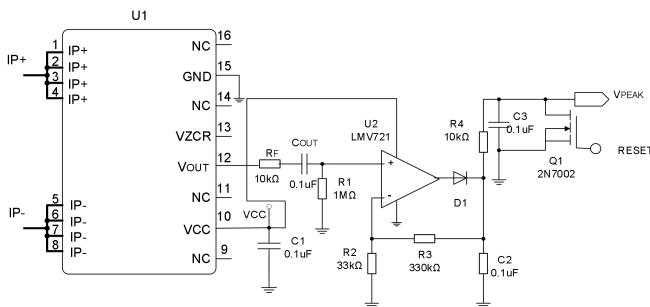 U1
IP+
1 IP+
2 IP+
3 IP+
4 IP+
IP-
5 IP-
6 IP-
7 IP-
8 IP-
NC 16
GND 15
NC 14
VZCR 13
VOUT 12
NC 11
VCC 10
NC 9
VCC
C1
0.1uF
RF
10kΩ
COUT
0.1uF
R1
1MΩ
U2
LMV721
+
-
D1
R2
33kΩ
R3
330kΩ
C2
0.1uF
R4
10kΩ
C3
0.1uF
VPEAK
Q1
2N7002
RESET